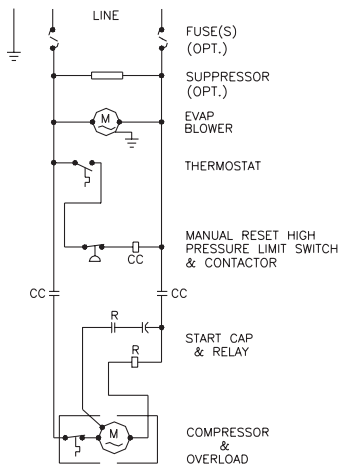 LINE
FUSE(S)
(OPT.)
SUPPRESSOR
(OPT.)
M
EVAP
BLOWER
THERMOSTAT
MANUAL RESET HIGH
PRESSURE LIMIT SWITCH
& CONTACTOR
CC
CC
CC
R
START CAP
& RELAY
R
M
COMPRESSOR
&
OVERLOAD